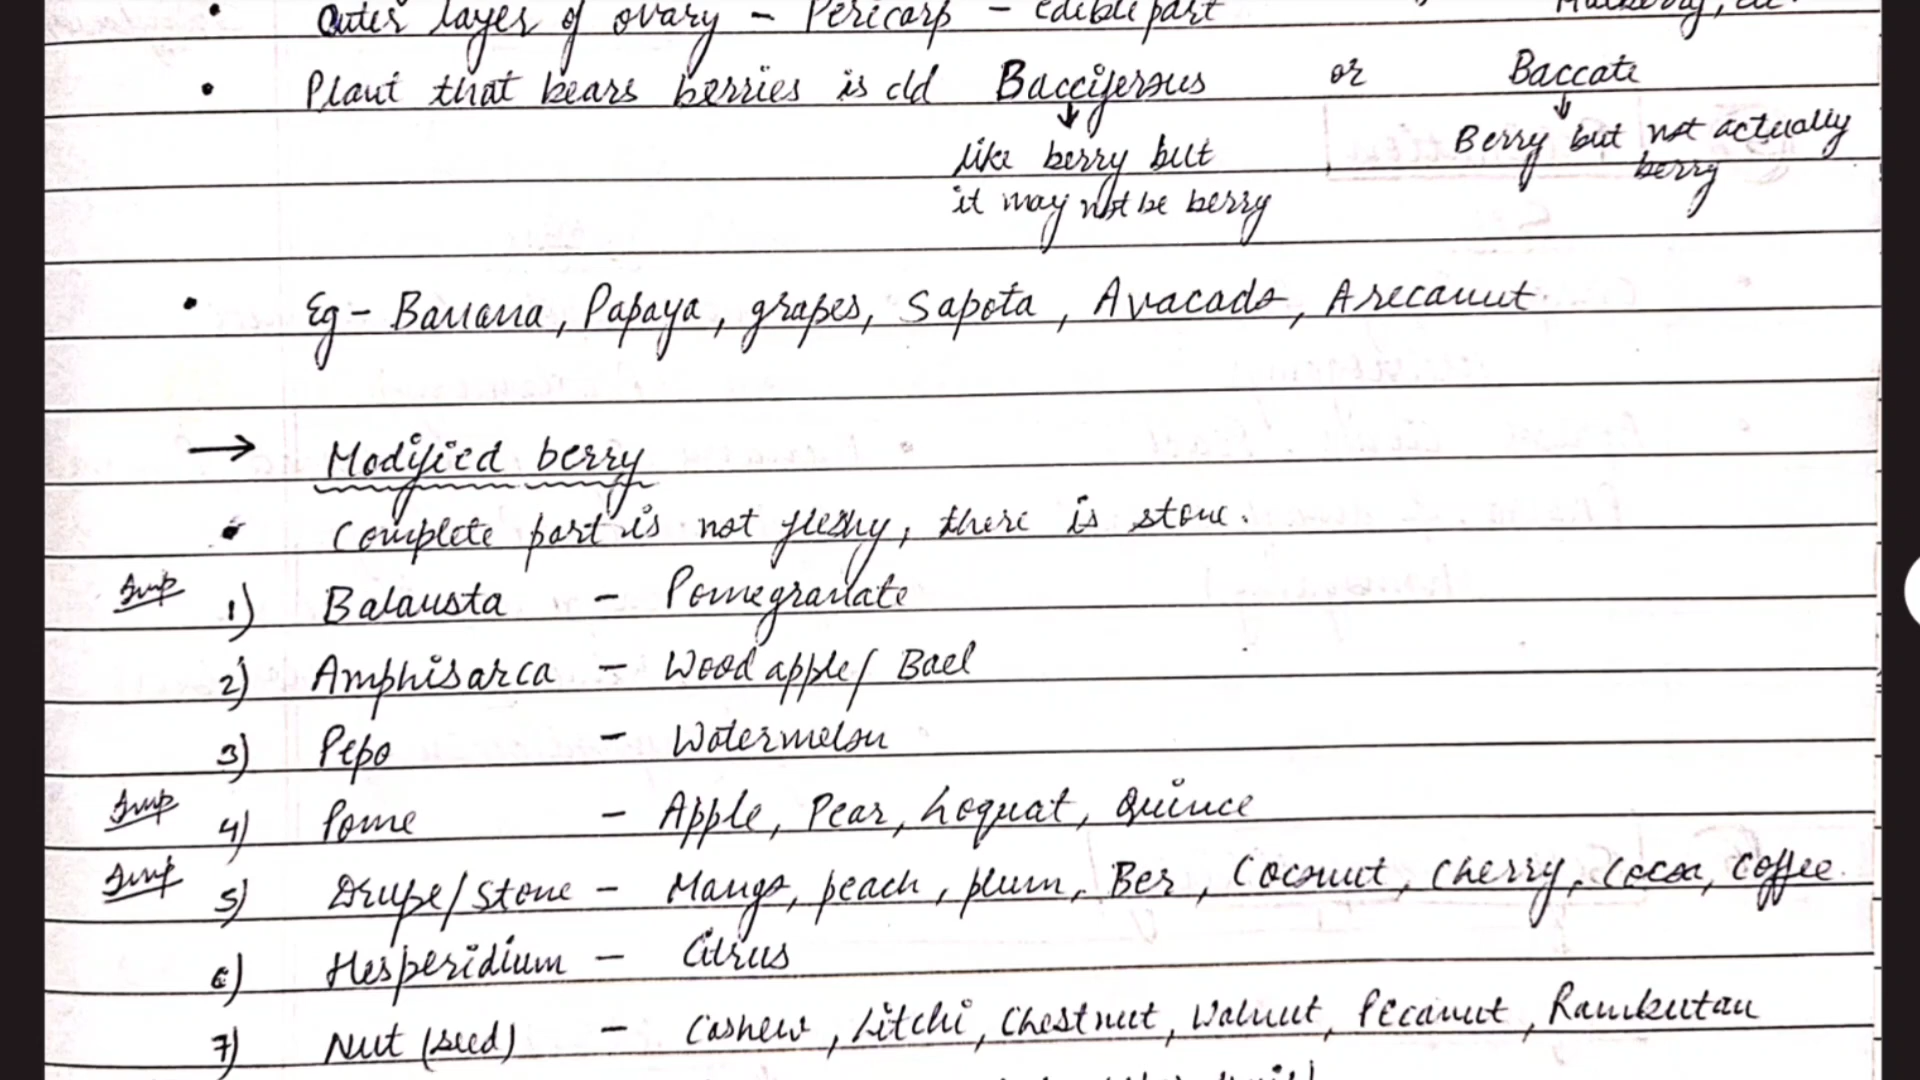 • Outer layer of ovary - Pericarp - edible part
• Plant that bears berries is cld Bacciferous or Baccate
↓ ↓
like berry but Berry but not actually
it may not be berry berry
• Eg - Banana, Papaya, grapes, Sapota, Avacado, Arecanut.
→ Modified berry
• Complete part is not fleshy, there is stone.
Imp 1) Balausta - Pomegranate
2) Amphisarca - Wood apple/ Bael
3) Pepo - Watermelon
Imp 4) Pome - Apple, Pear, Loquat, Quince
Imp 5) Drupe/Stone - Mango, peach, plum, Ber, Coconut, Cherry, Cocoa, Coffee.
6) Hesperidium - Citrus
7) Nut (seed) - Cashew, Litchi, Chestnut, Walnut, Pecanut, Rambutan